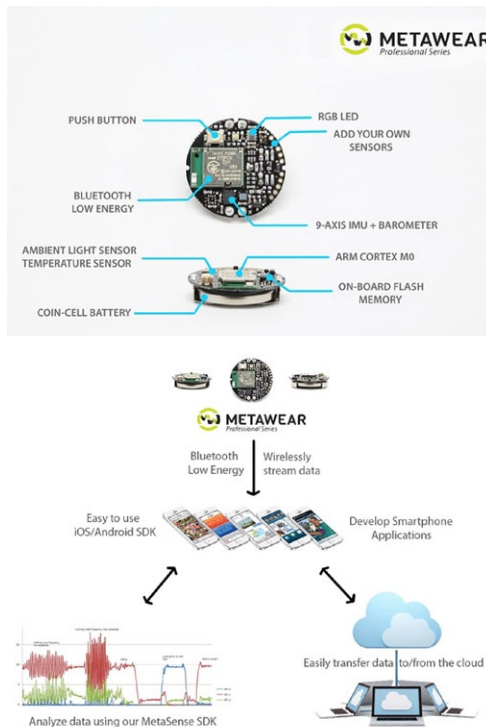 METAWEAR
Professional Series
PUSH BUTTON
RGB LED
ADD YOUR OWN
SENSORS
BLUETOOTH
LOW ENERGY
9-AXIS IMU + BAROMETER
AMBIENT LIGHT SENSOR
TEMPERATURE SENSOR
ARM CORTEX M0
ON-BOARD FLASH
MEMORY
COIN-CELL BATTERY
METAWEAR
Professional Series
Bluetooth
Low Energy
Wirelessly
stream data
Easy to use
iOS/Android SDK
Develop Smartphone
Applications
Easily transfer data to/from the cloud
Analyze data using our MetaSense SDK